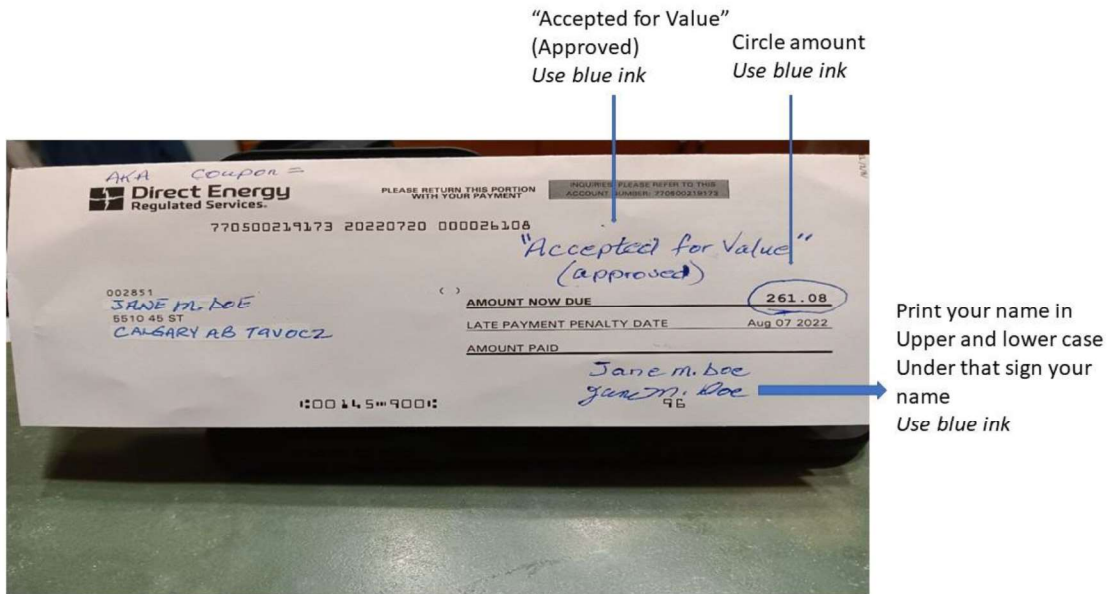 "Accepted for Value"
(Approved)
Use blue ink
Circle amount
Use blue ink
AKA COUPON =
Direct Energy
Regulated Services.
PLEASE RETURN THIS PORTION
WITH YOUR PAYMENT
INQUIRIES PLEASE REFER TO THIS
ACCOUNT NUMBER: 770500219173
770500219173 20220720 000026108
"Accepted for Value"
(approved)
002851
JANE M. DOE
5510 45 ST
CALGARY AB T9V0C2
( )
AMOUNT NOW DUE 261.08
LATE PAYMENT PENALTY DATE Aug 07 2022
AMOUNT PAID
Jane M. Doe
Jane M. Doe
96
⑆00145⑉900⑆
Print your name in
Upper and lower case
Under that sign your
name
Use blue ink